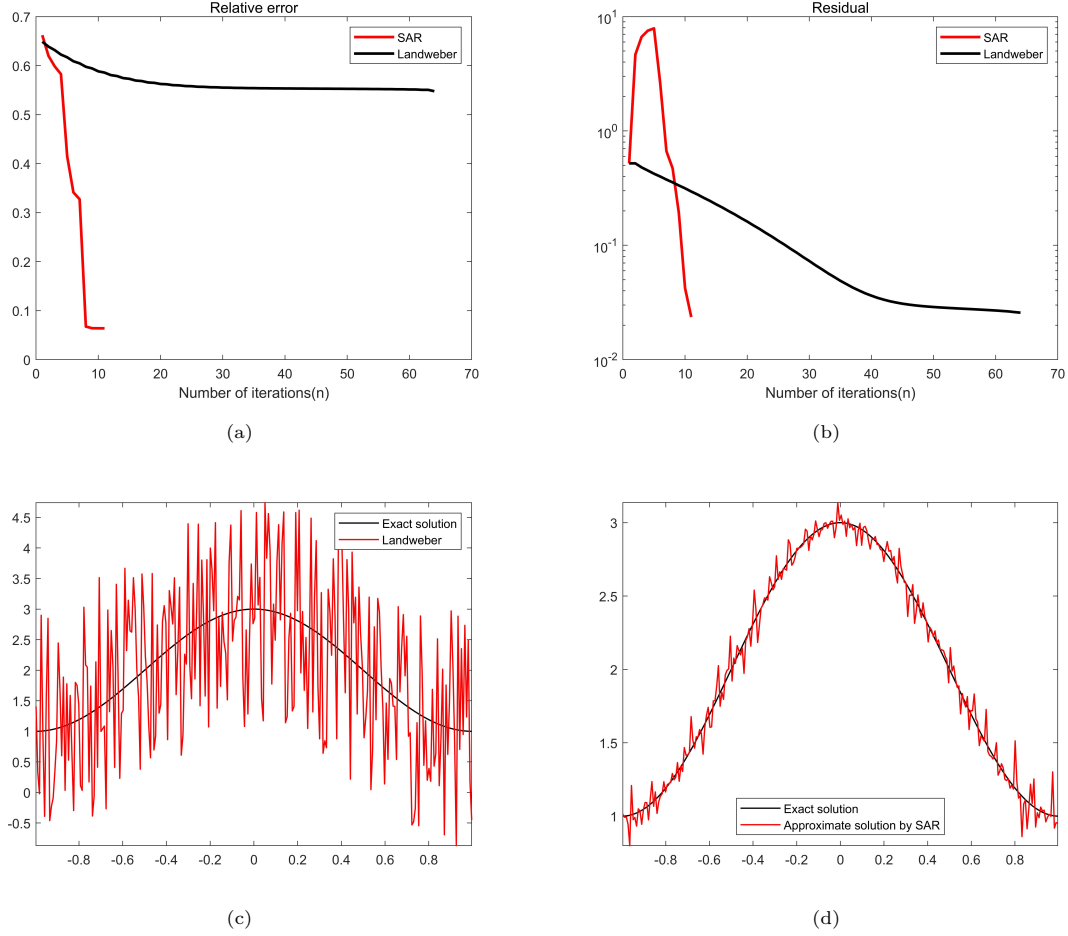 Relative error
0.7
0.6
0.5
0.4
0.3
0.2
0.1
0
SAR
Landweber
0 10 20 30 40 50 60 70
Number of iterations(n)
(a)
Residual
10^1
10^0
10^-1
10^-2
SAR
Landweber
0 10 20 30 40 50 60 70
Number of iterations(n)
(b)
4.5
4
3.5
3
2.5
2
1.5
1
0.5
0
-0.5
Exact solution
Landweber
-0.8 -0.6 -0.4 -0.2 0 0.2 0.4 0.6 0.8
(c)
3
2.5
2
1.5
1
Exact solution
Approximate solution by SAR
-0.8 -0.6 -0.4 -0.2 0 0.2 0.4 0.6 0.8
(d)